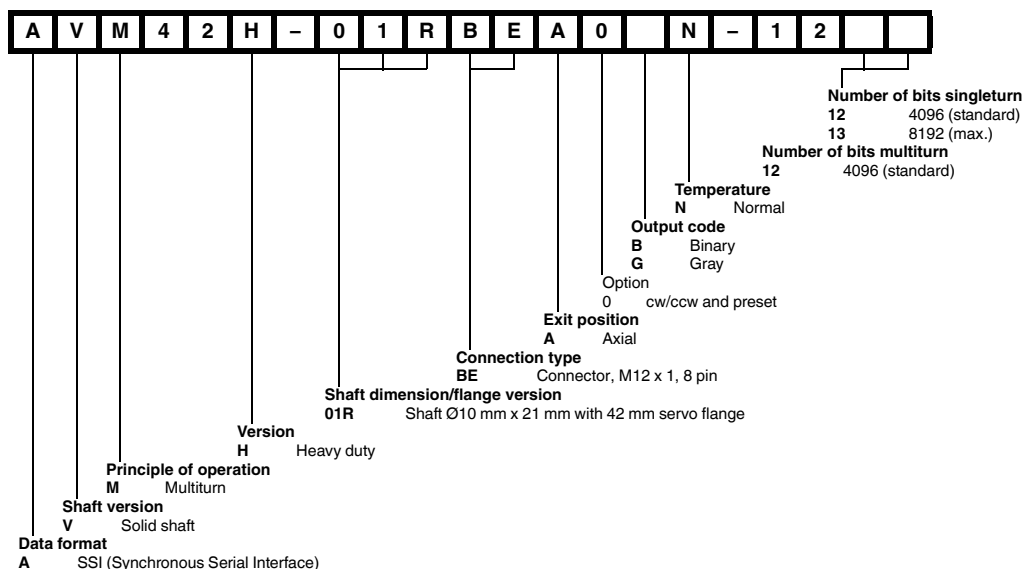 A V M 4 2 H - 0 1 R B E A 0 N - 1 2
Number of bits singleturn
12 4096 (standard)
13 8192 (max.)
Number of bits multiturn
12 4096 (standard)
Temperature
N Normal
Output code
B Binary
G Gray
Option
0 cw/ccw and preset
Exit position
A Axial
Connection type
BE Connector, M12 x 1, 8 pin
Shaft dimension/flange version
01R Shaft Ø10 mm x 21 mm with 42 mm servo flange
Version
H Heavy duty
Principle of operation
M Multiturn
Shaft version
V Solid shaft
Data format
A SSI (Synchronous Serial Interface)